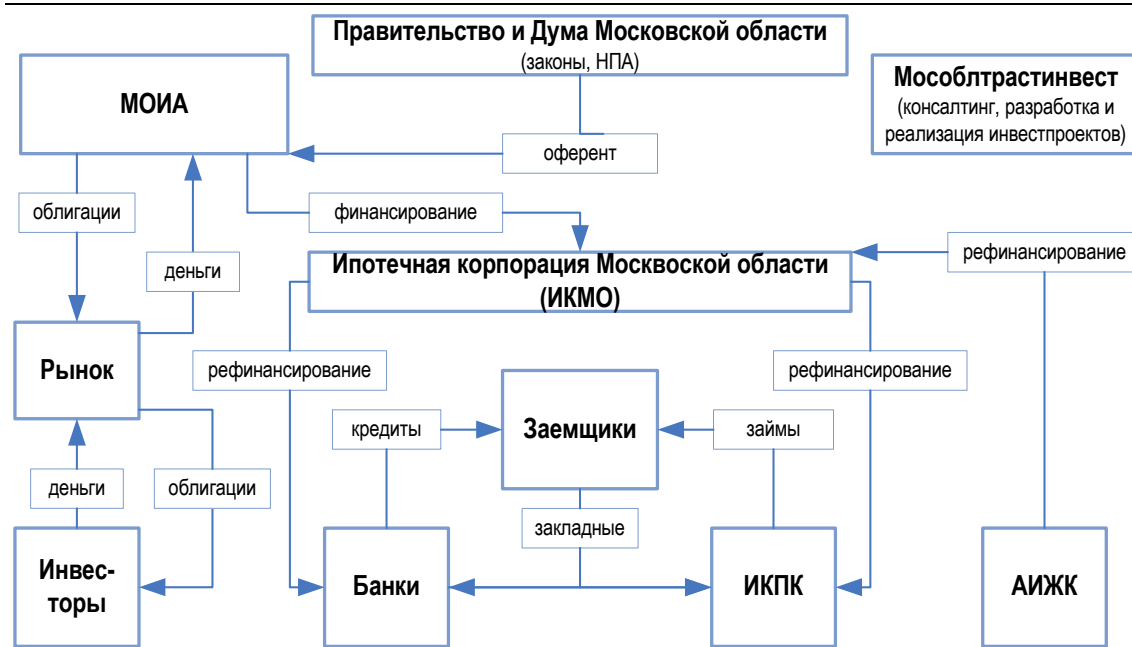 Правительство и Дума Московской области
(законы, НПА)
Мособлтрастинвест
(консалтинг, разработка и
реализация инвестпроектов)
МОИА
оферент
облигации
финансирование
деньги
рефинансирование
Ипотечная корпорация Москвоской области
(ИКМО)
Рынок
рефинансирование
рефинансирование
кредиты
Заемщики
займы
деньги
облигации
закладные
Инвес-
торы
Банки
ИКПК
АИЖК